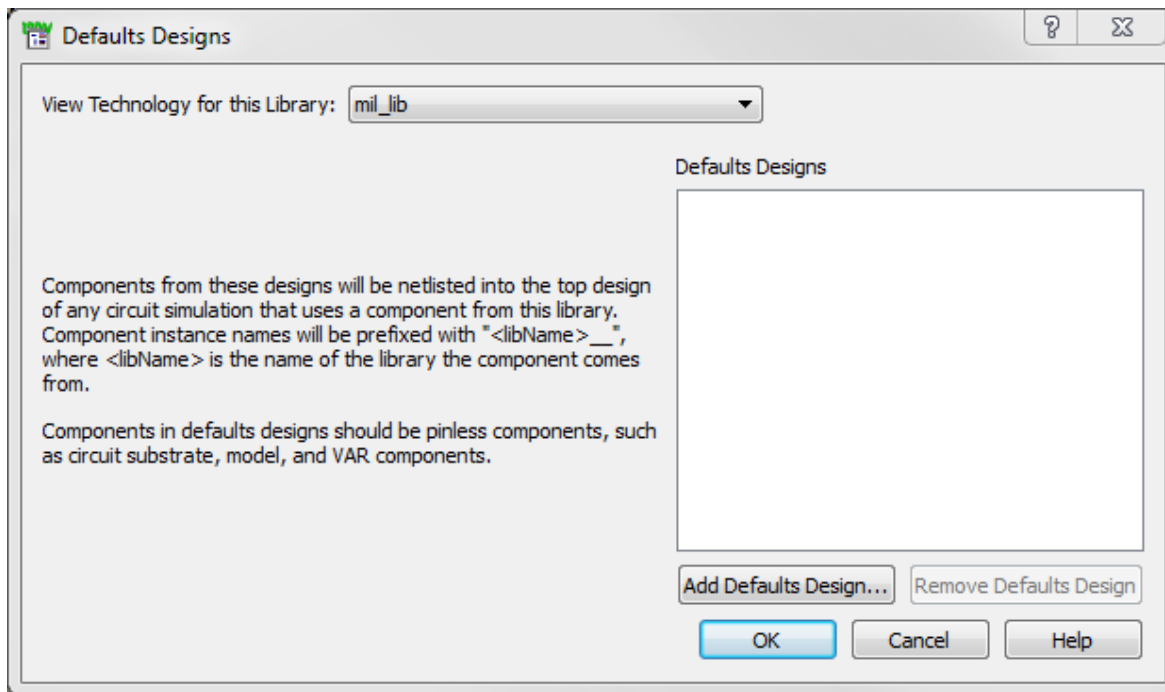 Defaults Designs
View Technology for this Library: mil_lib
Defaults Designs
Components from these designs will be netlisted into the top design
of any circuit simulation that uses a component from this library.
Component instance names will be prefixed with "<libName>__",
where <libName> is the name of the library the component comes
from.
Components in defaults designs should be pinless components, such
as circuit substrate, model, and VAR components.
Add Defaults Design... Remove Defaults Design
OK Cancel Help